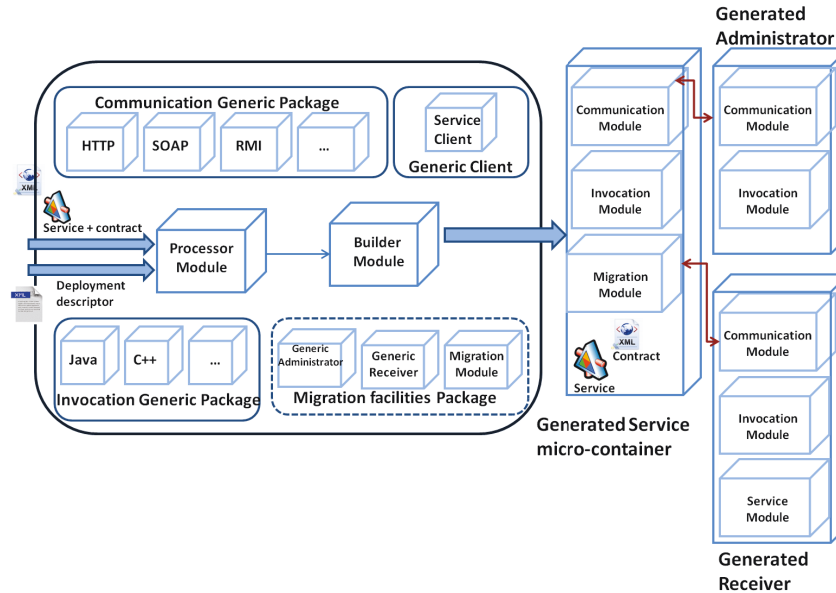 Generated
Administrator
Communication Generic Package
HTTP
SOAP
RMI
...
Service
Client
Generic Client
Communication
Module
Communication
Module
XML
Service + contract
Processor
Module
Builder
Module
Invocation
Module
Invocation
Module
Deployment
descriptor
XML
Migration
Module
Java
C++
...
Invocation Generic Package
Generic
Administrator
Generic
Receiver
Migration
Module
Migration facilities Package
XML
Contract
Service
Generated Service
micro-container
Communication
Module
Invocation
Module
Service
Module
Generated
Receiver